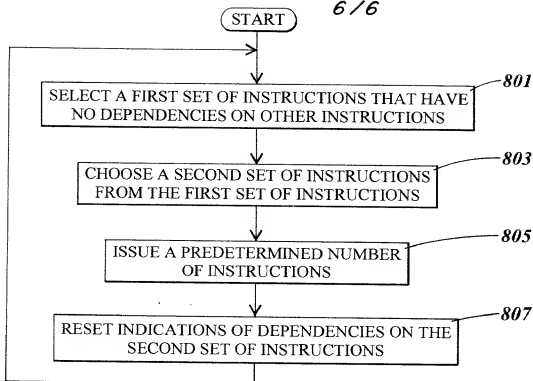 6/6
START
801
SELECT A FIRST SET OF INSTRUCTIONS THAT HAVE
NO DEPENDENCIES ON OTHER INSTRUCTIONS
803
CHOOSE A SECOND SET OF INSTRUCTIONS
FROM THE FIRST SET OF INSTRUCTIONS
805
ISSUE A PREDETERMINED NUMBER
OF INSTRUCTIONS
807
RESET INDICATIONS OF DEPENDENCIES ON THE
SECOND SET OF INSTRUCTIONS